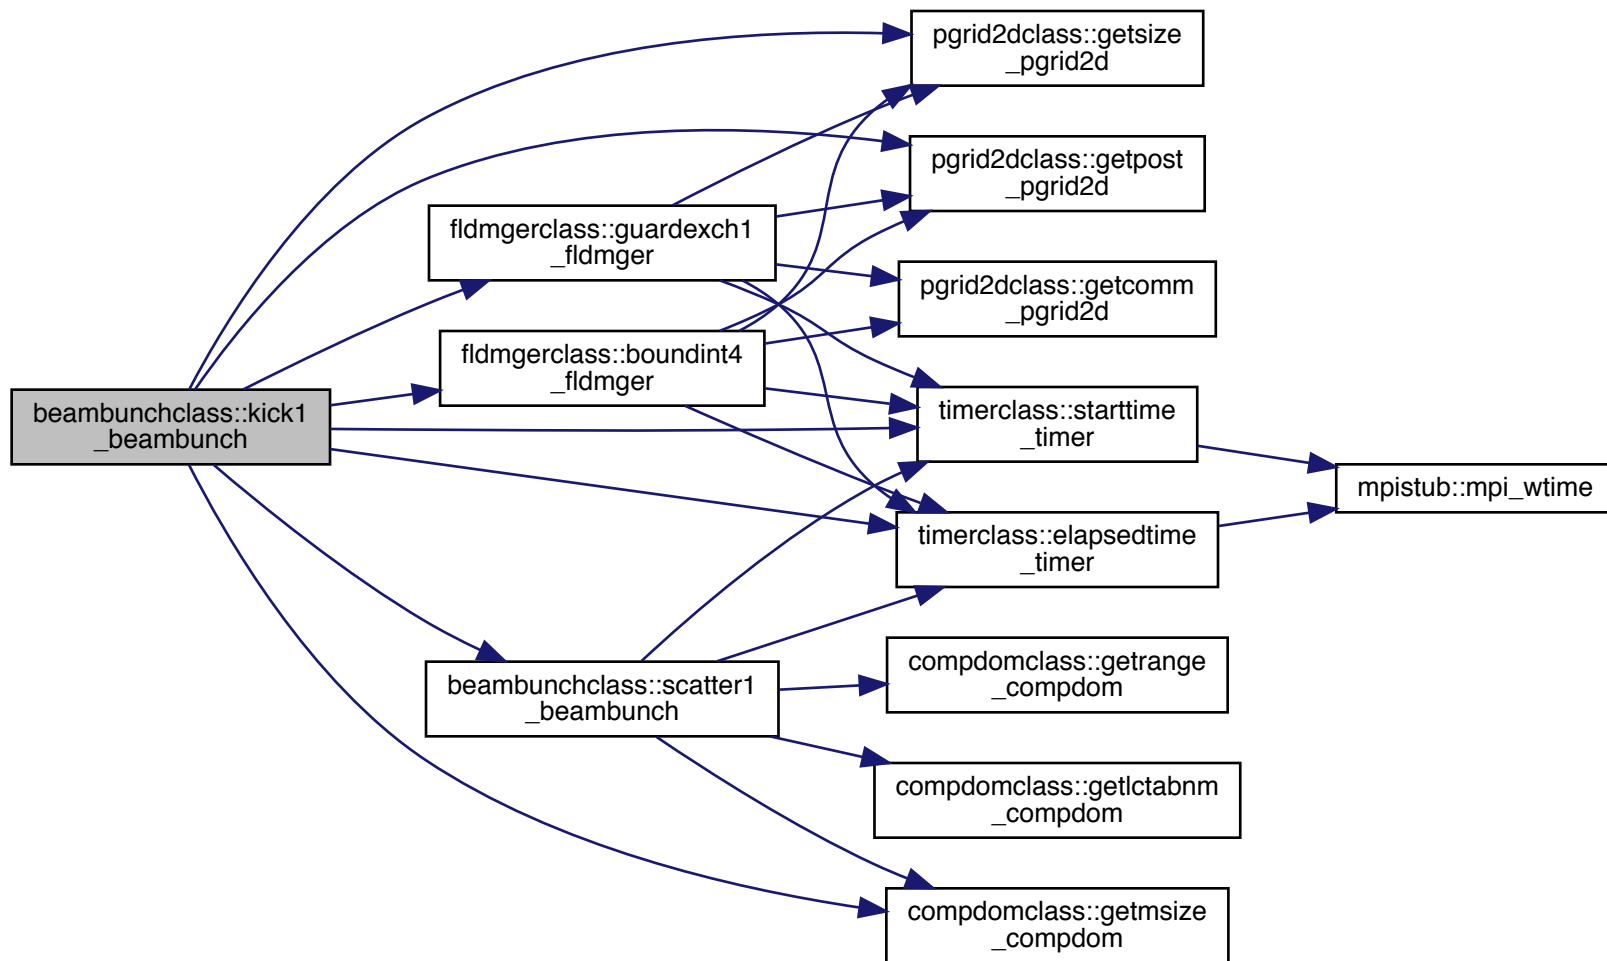 pgrid2dclass::getsize
_pgrid2d
pgrid2dclass::getpost
_pgrid2d
fldmgerclass::guardexch1
_fldmger
pgrid2dclass::getcomm
_pgrid2d
fldmgerclass::boundint4
_fldmger
beambunchclass::kick1
_beambunch
timerclass::starttime
_timer
mpistub::mpi_wtime
timerclass::elapsedtime
_timer
compdomclass::getrange
_compdom
beambunchclass::scatter1
_beambunch
compdomclass::getlctabnm
_compdom
compdomclass::getmsize
_compdom